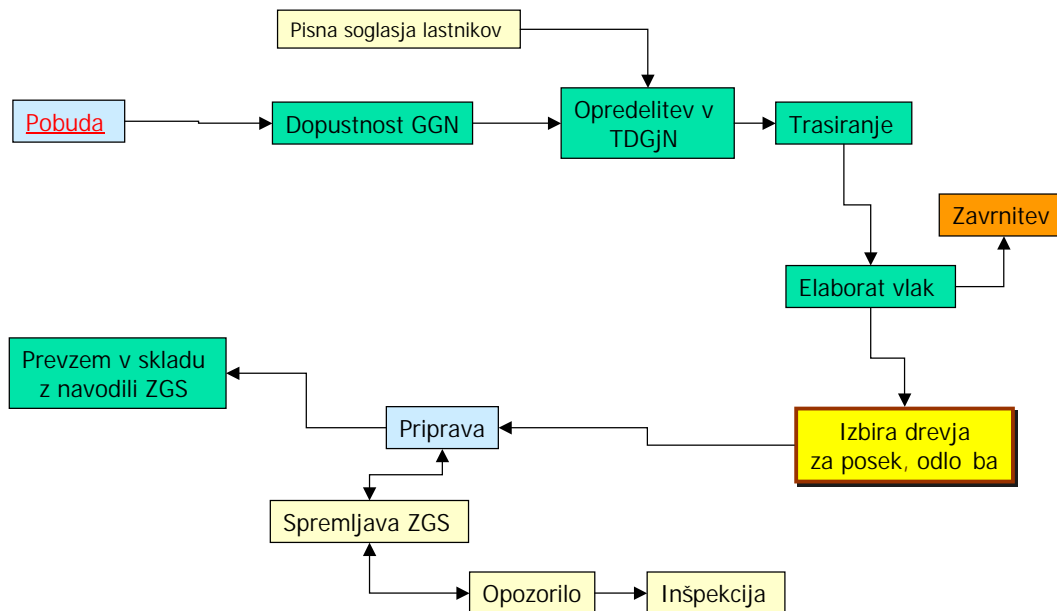 Pisna soglasja lastnikov
Pobuda
Dopustnost GGN
Opredelitev v
TDGjN
Trasiranje
Zavrnitev
Elaborat vlak
Prevzem v skladu
z navodili ZGS
Priprava
Izbira drevja
za posek, odlo ba
Spremljava ZGS
Opozorilo
Inšpekcija